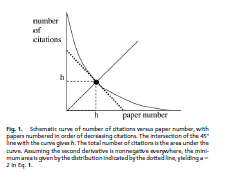 number
of
citations
h
h
paper number
Fig. 1. Schematic curve of number of citations versus paper number, with
papers numbered in order of decreasing citations. The intersection of the 45°
line with the curve gives h. The total number of citations is the area under the
curve. Assuming the second derivative is nonnegative everywhere, the mini-
mum area is given by the distribution indicated by the dotted line, yielding a =
2 in Eq. 1.